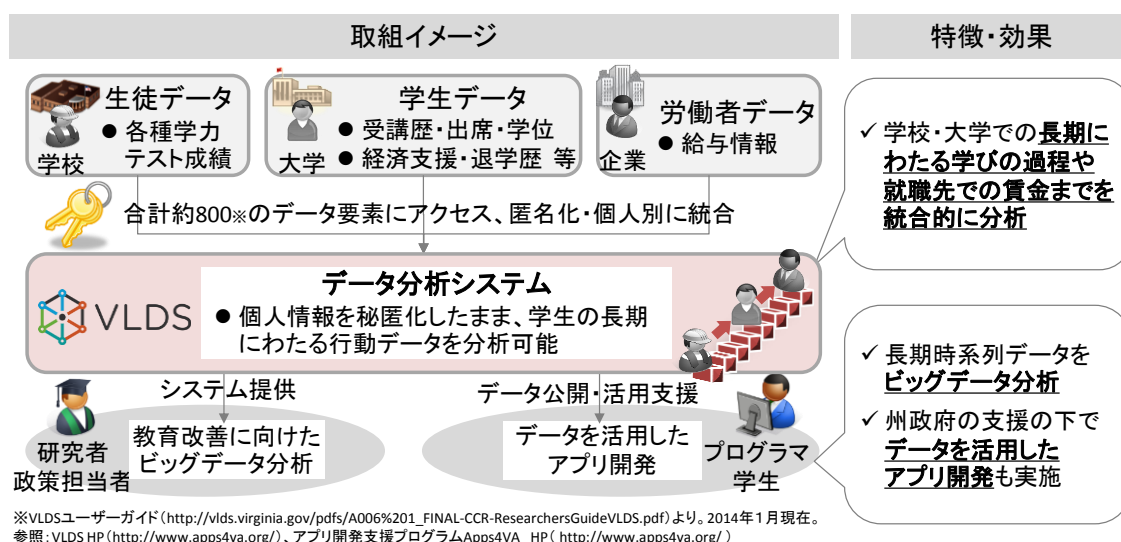 取組イメージ
特徴・効果
生徒データ
● 各種学力
テスト成績
学校
学生データ
● 受講歴・出席・学位
● 経済支援・退学歴 等
大学
労働者データ
● 給与情報
企業
合計約800※のデータ要素にアクセス、匿名化・個人別に統合
データ分析システム
VLDS
● 個人情報を秘匿化したまま、学生の長期
にわたる行動データを分析可能
システム提供
データ公開・活用支援
教育改善に向けた
ビッグデータ分析
研究者
政策担当者
データを活用した
アプリ開発
プログラマ
学生
✓ 学校・大学での長期に
わたる学びの過程や
就職先での賃金までを
統合的に分析
✓ 長期時系列データを
ビッグデータ分析
✓ 州政府の支援の下で
データを活用した
アプリ開発も実施
※VLDSユーザーガイド(http://vlds.virginia.gov/pdfs/A006%201_FINAL-CCR-ResearchersGuideVLDS.pdf)より。2014年1月現在。
参照:VLDS HP(http://www.apps4va.org/)、アプリ開発支援プログラムApps4VA HP( http://www.apps4va.org/ )